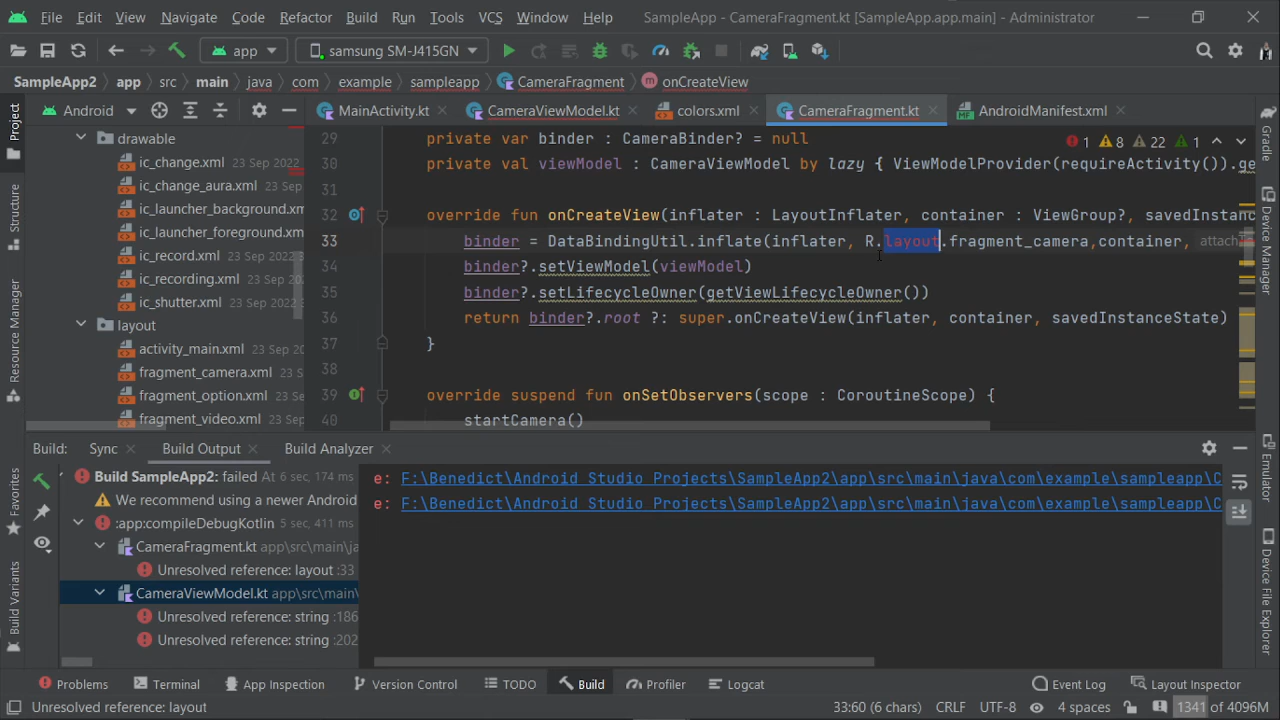 File Edit View Navigate Code Refactor Build Run Tools VCS Window Help SampleApp - CameraFragment.kt [SampleApp.app.main] - Administrator
app samsung SM-J415GN
SampleApp2 app src main java com example sampleapp CameraFragment onCreateView
Project
Structure
Resource Manager
Favorites
Build Variants
Android
MainActivity.kt CameraViewModel.kt colors.xml CameraFragment.kt AndroidManifest.xml
drawable
ic_change.xml 23 Sep 2022
ic_change_aura.xml 23 Sep
ic_launcher_background.xm
ic_launcher_foreground.xm
ic_record.xml 23 Sep 2022
ic_recording.xml 23 Sep 202
ic_shutter.xml 23 Sep 2022
layout
activity_main.xml 23 Sep 20
fragment_camera.xml 23 Se
fragment_option.xml 23 Sep
fragment_video.xml 23 Sep
1 8 22 1
29 private var binder : CameraBinder? = null
30 private val viewModel : CameraViewModel by lazy { ViewModelProvider(requireActivity()).ge
31
32 override fun onCreateView(inflater : LayoutInflater, container : ViewGroup?, savedInstanc
33 binder = DataBindingUtil.inflate(inflater, R.layout.fragment_camera,container, attach
34 binder?.setViewModel(viewModel)
35 binder?.setLifecycleOwner(getViewLifecycleOwner())
36 return binder?.root ?: super.onCreateView(inflater, container, savedInstanceState)
37 }
38
39 override suspend fun onSetObservers(scope : CoroutineScope) {
40 startCamera()
Gradle
Device Manager
Emulator
Device File Explorer
Build: Sync Build Output Build Analyzer
Build SampleApp2: failed At 6 sec, 174 ms
We recommend using a newer Android
:app:compileDebugKotlin 5 sec, 411 ms
CameraFragment.kt app\src\main\ja
Unresolved reference: layout :33
CameraViewModel.kt app\src\main\
Unresolved reference: string :186
Unresolved reference: string :202
e: F:\Benedict\Android Studio Projects\SampleApp2\app\src\main\java\com\example\sampleapp\C
e: F:\Benedict\Android Studio Projects\SampleApp2\app\src\main\java\com\example\sampleapp\C
Problems Terminal App Inspection Version Control TODO Build Profiler Logcat Event Log Layout Inspector
Unresolved reference: layout 33:60 (6 chars) CRLF UTF-8 4 spaces 1341 of 4096M